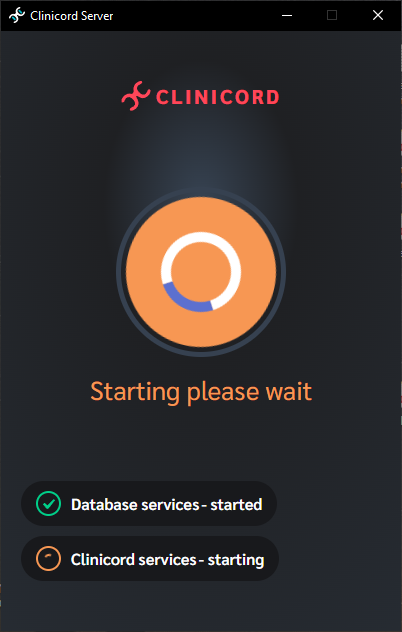 Clinicord Server
CLINICORD
Starting please wait
Database services - started
Clinicord services - starting